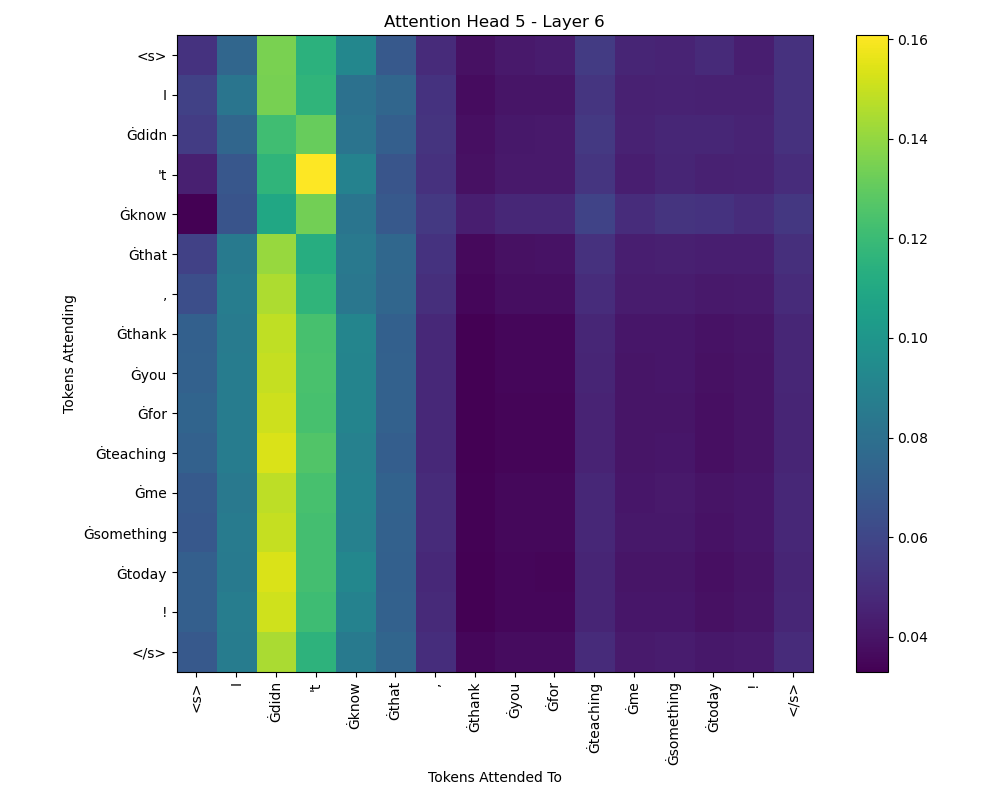 Attention Head 5 - Layer 6
Tokens Attending
<s>
I
Ġdidn
't
Ġknow
Ġthat
,
Ġthank
Ġyou
Ġfor
Ġteaching
Ġme
Ġsomething
Ġtoday
!
</s>
<s>
I
Ġdidn
't
Ġknow
Ġthat
,
Ġthank
Ġyou
Ġfor
Ġteaching
Ġme
Ġsomething
Ġtoday
!
</s>
Tokens Attended To
0.16
0.14
0.12
0.10
0.08
0.06
0.04